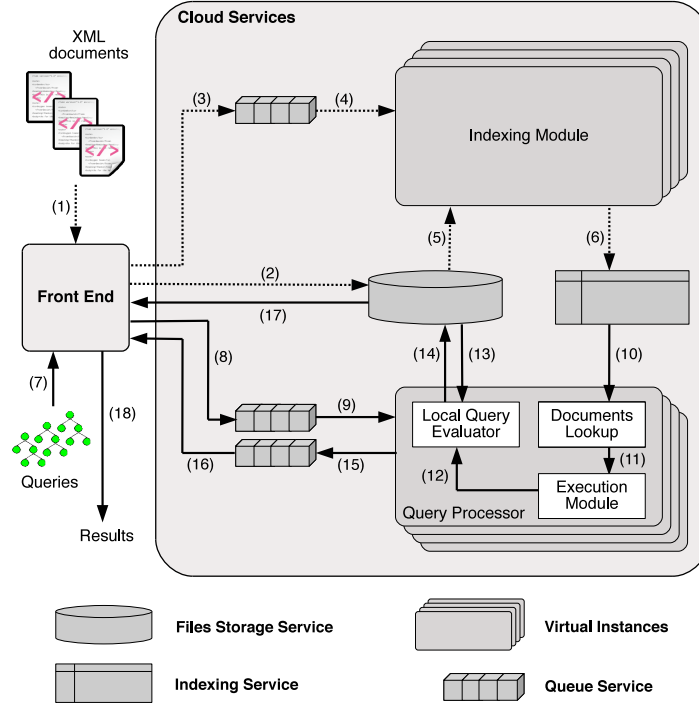 XML
documents
Cloud Services
(3)
(4)
Indexing Module
(1)
(5)
(6)
(2)
Front End
(17)
(8)
(14)
(13)
(10)
(7)
(18)
(9)
Local Query
Evaluator
Documents
Lookup
(16)
(15)
(12)
(11)
Execution
Module
Queries
Query Processor
Results
Files Storage Service
Virtual Instances
Indexing Service
Queue Service